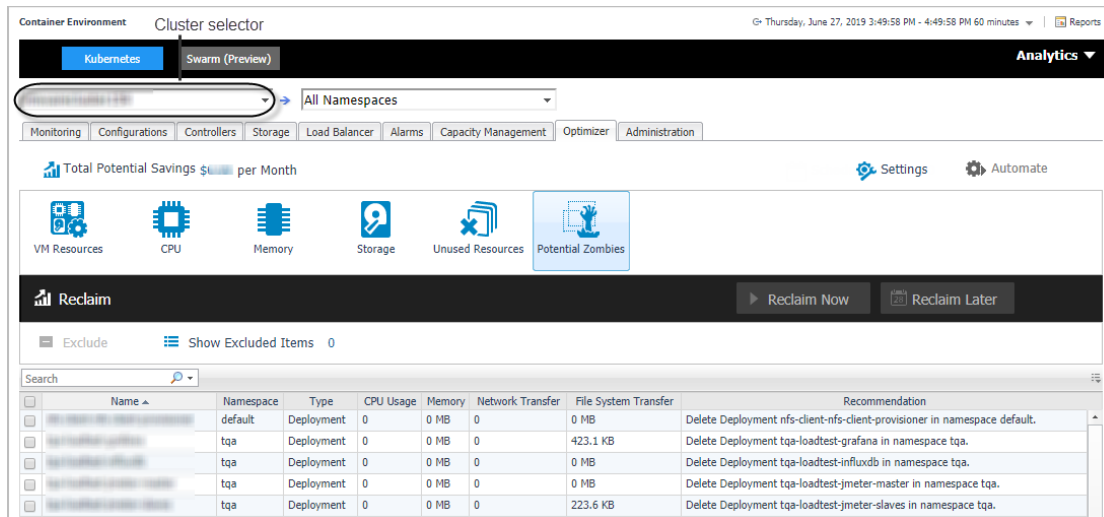 Container Environment
Cluster selector
Thursday, June 27, 2019 3:49:58 PM - 4:49:58 PM 60 minutes
Reports
Kubernetes
Swarm (Preview)
Analytics
All Namespaces
Monitoring Configurations Controllers Storage Load Balancer Alarms Capacity Management Optimizer Administration
Total Potential Savings $ per Month
Settings
Automate
VM Resources CPU Memory Storage Unused Resources Potential Zombies
Reclaim
Reclaim Now
28 Reclaim Later
Exclude
Show Excluded Items 0
Search
Name Namespace Type CPU Usage Memory Network Transfer File System Transfer Recommendation
default Deployment 0 0 MB 0 0 MB Delete Deployment nfs-client-nfs-client-provisioner in namespace default.
tqa Deployment 0 0 MB 0 423.1 KB Delete Deployment tqa-loadtest-grafana in namespace tqa.
tqa Deployment 0 0 MB 0 0 MB Delete Deployment tqa-loadtest-influxdb in namespace tqa.
tqa Deployment 0 0 MB 0 0 MB Delete Deployment tqa-loadtest-jmeter-master in namespace tqa.
tqa Deployment 0 0 MB 0 223.6 KB Delete Deployment tqa-loadtest-jmeter-slaves in namespace tqa.